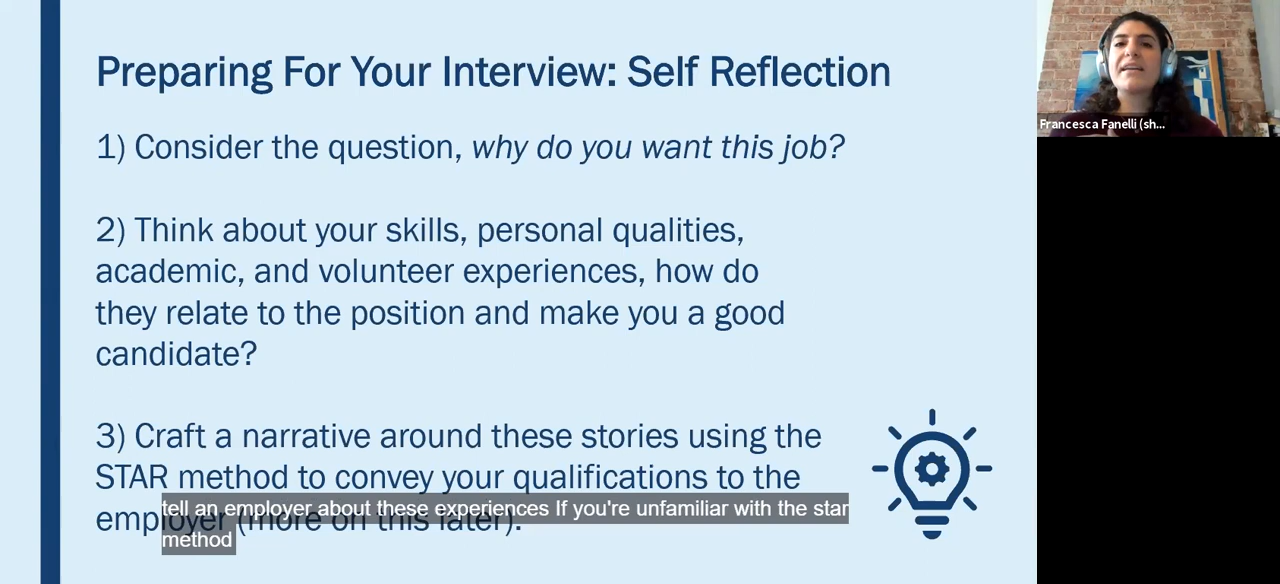 Preparing For Your Interview: Self Reflection
1) Consider the question, why do you want this job?
2) Think about your skills, personal qualities,
academic, and volunteer experiences, how do
they relate to the position and make you a good
candidate?
3) Craft a narrative around these stories using the
STAR method to convey your qualifications to the
employer (more on this later).
tell an employer about these experiences If you're unfamiliar with the star
method
Francesca Fanelli (sh...